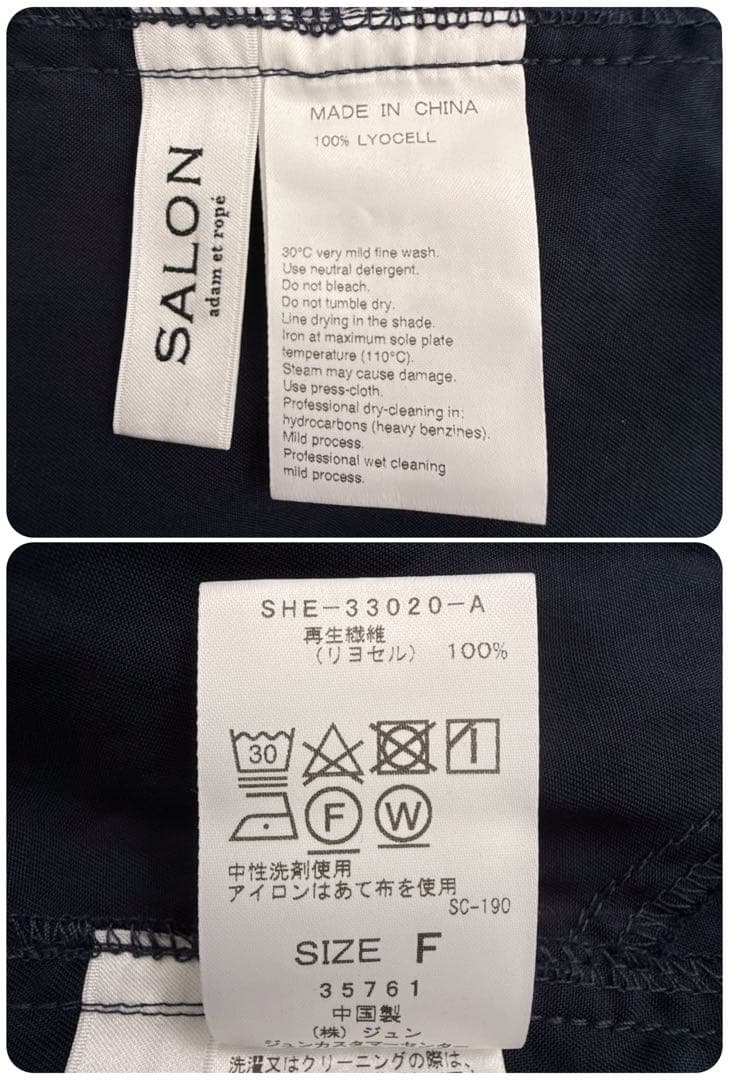 SALON
adam et ropé
MADE IN CHINA
100% LYOCELL
30°C very mild fine wash.
Use neutral detergent.
Do not bleach.
Do not tumble dry.
Line drying in the shade.
Iron at maximum sole plate
temperature (110°C).
Steam may cause damage.
Use press-cloth.
Professional dry-cleaning in:
hydrocarbons (heavy benzines).
Mild process.
Professional wet cleaning
mild process.
SHE-33020-A
再生繊維
(リヨセル) 100%
30
F W
中性洗剤使用
アイロンはあて布を使用
SC-190
SIZE F
35761
中国製
(株) ジュン
ジュンカスタマーセンター
洗濯又はクリーニングの際は、